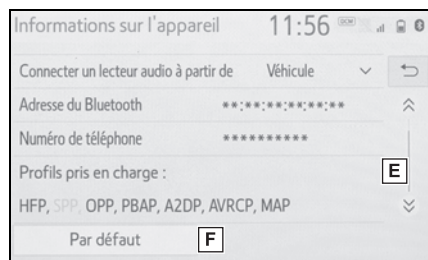 Informations sur l'appareil 11:56 DCM
Connecter un lecteur audio à partir de Véhicule
Adresse du Bluetooth **:**:**:**:**:**
Numéro de téléphone **********
Profils pris en charge :
E
HFP, SPP, OPP, PBAP, A2DP, AVRCP, MAP
Par défaut F